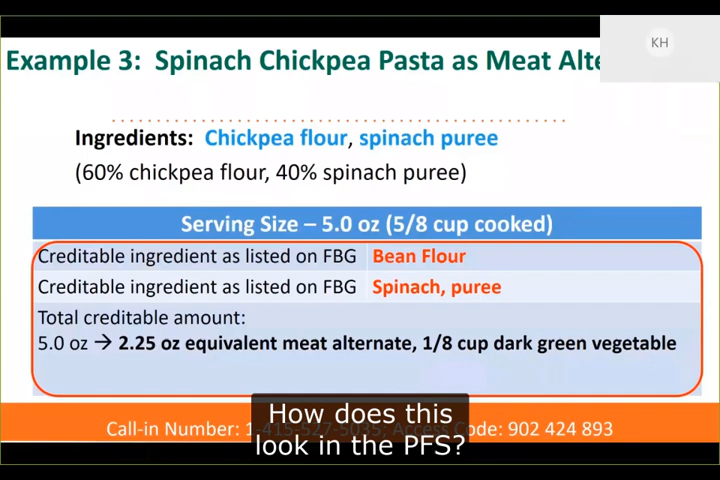 KH
Example 3: Spinach Chickpea Pasta as Meat Alte
Ingredients: Chickpea flour, spinach puree
(60% chickpea flour, 40% spinach puree)
Serving Size – 5.0 oz (5/8 cup cooked)
Creditable ingredient as listed on FBG Bean Flour
Creditable ingredient as listed on FBG Spinach, puree
Total creditable amount:
5.0 oz → 2.25 oz equivalent meat alternate, 1/8 cup dark green vegetable
How does this
Call-in Number: 1-415-527-5035; Access Code: 902 424 893
look in the PFS?